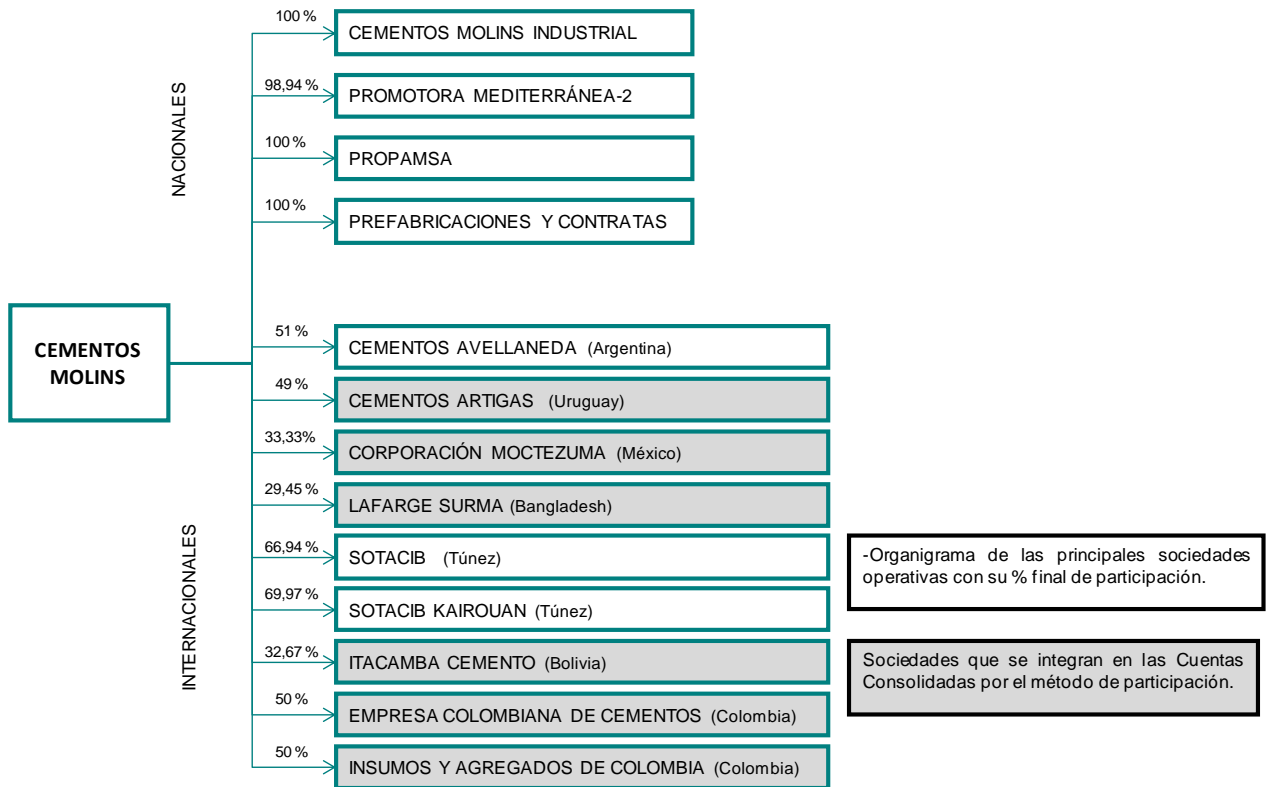 NACIONALES
100 %
CEMENTOS MOLINS INDUSTRIAL
98,94 %
PROMOTORA MEDITERRÁNEA-2
100 %
PROPAMSA
100 %
PREFABRICACIONES Y CONTRATAS
CEMENTOS
MOLINS
INTERNACIONALES
51 %
CEMENTOS AVELLANEDA (Argentina)
49 %
CEMENTOS ARTIGAS (Uruguay)
33,33%
CORPORACIÓN MOCTEZUMA (México)
29,45 %
LAFARGE SURMA (Bangladesh)
66,94 %
SOTACIB (Túnez)
69,97 %
SOTACIB KAIROUAN (Túnez)
32,67 %
ITACAMBA CEMENTO (Bolivia)
50 %
EMPRESA COLOMBIANA DE CEMENTOS (Colombia)
50 %
INSUMOS Y AGREGADOS DE COLOMBIA (Colombia)
-Organigrama de las principales sociedades
operativas con su % final de participación.
Sociedades que se integran en las Cuentas
Consolidadas por el método de participación.